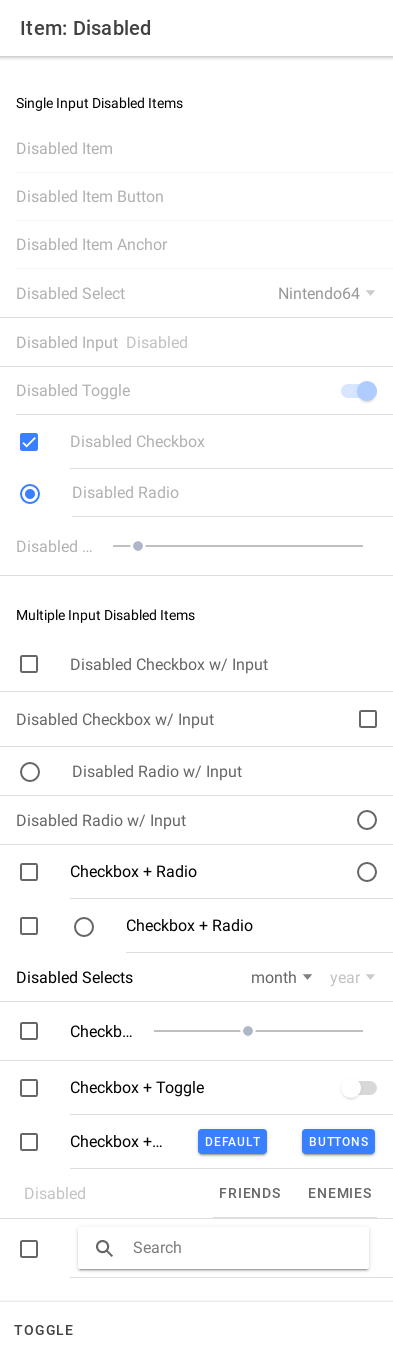 Item: Disabled
Single Input Disabled Items
Disabled Item
Disabled Item Button
Disabled Item Anchor
Disabled Select Nintendo64
Disabled Input Disabled
Disabled Toggle
Disabled Checkbox
Disabled Radio
Disabled ...
Multiple Input Disabled Items
Disabled Checkbox w/ Input
Disabled Checkbox w/ Input
Disabled Radio w/ Input
Disabled Radio w/ Input
Checkbox + Radio
Checkbox + Radio
Disabled Selects month year
Checkb...
Checkbox + Toggle
Checkbox +... DEFAULT BUTTONS
Disabled FRIENDS ENEMIES
Search
TOGGLE